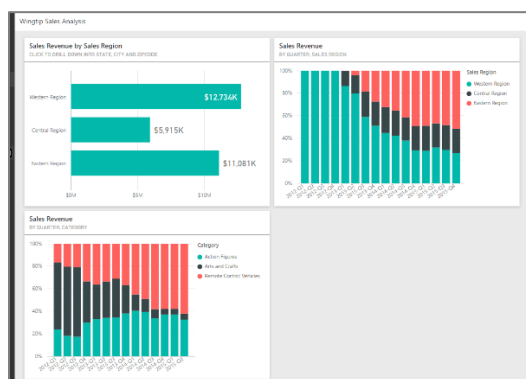 Wingtip Sales Analysis
Sales Revenue by Sales Region
CLICK TO DRILL DOWN INTO STATE, CITY AND ZIPCODE
Western Region
$12,734K
Central Region
$5,915K
Eastern Region
$11,081K
$0M
$5M
$10M
Sales Revenue
BY QUARTER, SALES REGION
100%
80%
60%
40%
20%
0%
Sales Region
Western Region
Central Region
Eastern Region
Sales Revenue
BY QUARTER, CATEGORY
100%
80%
60%
40%
20%
0%
Category
Action Figures
Arts and Crafts
Remote Control Vehicles